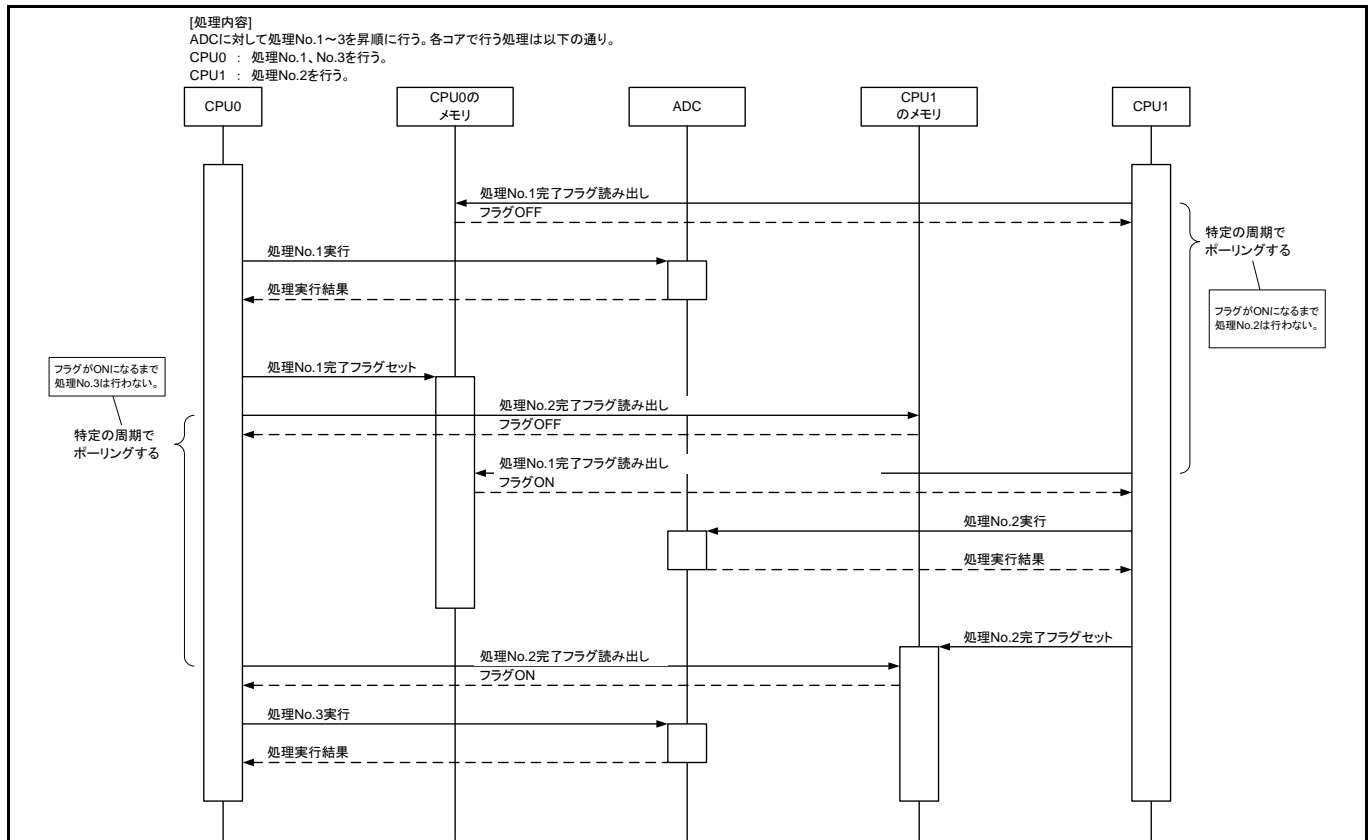 [処理内容]
ADCに対して処理No.1～3を昇順に行う。各コアで行う処理は以下の通り。
CPU0 ： 処理No.1、No.3を行う。
CPU1 ： 処理No.2を行う。
CPU0
CPU0の
メモリ
ADC
CPU1
のメモリ
CPU1
処理No.1完了フラグ読み出し
フラグOFF
特定の周期で
ポーリングする
処理No.1実行
処理実行結果
フラグがONになるまで
処理No.2は行わない。
フラグがONになるまで
処理No.3は行わない。
処理No.1完了フラグセット
処理No.2完了フラグ読み出し
フラグOFF
特定の周期で
ポーリングする
処理No.1完了フラグ読み出し
フラグON
処理No.2実行
処理実行結果
処理No.2完了フラグセット
処理No.2完了フラグ読み出し
フラグON
処理No.3実行
処理実行結果